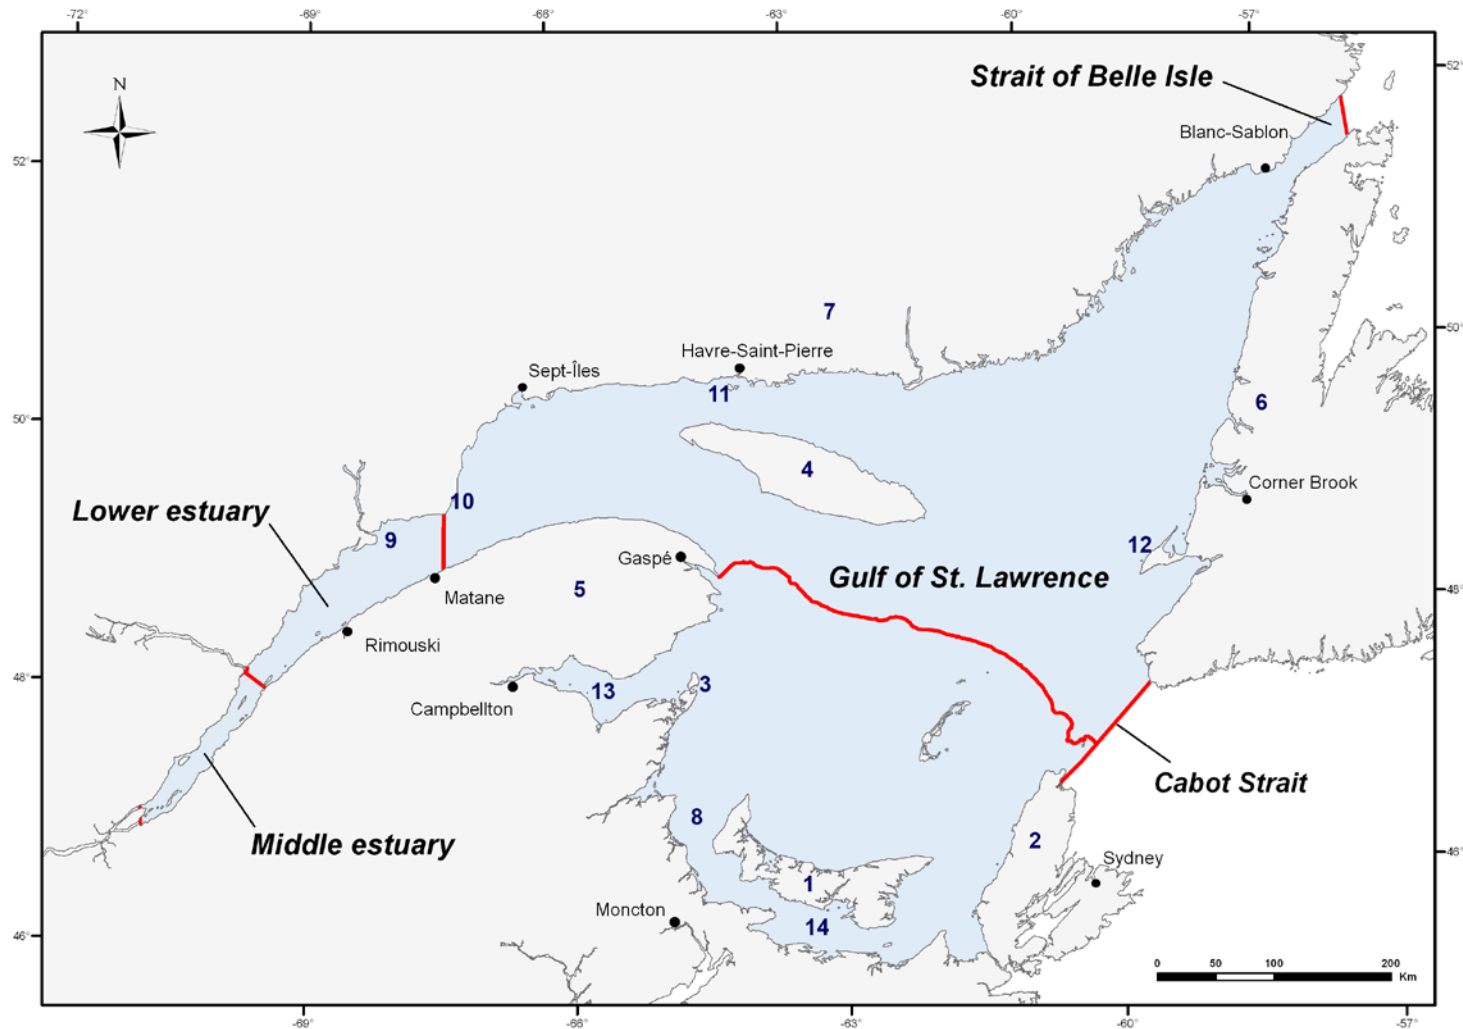 -72°
-69°
-66°
-63°
-60°
-57°
52°
Strait of Belle Isle
N
Blanc-Sablon
52°
7
50°
Havre-Saint-Pierre
Sept-Îles
11
6
50°
4
Corner Brook
10
Lower estuary
9
12
Gaspé
Gulf of St. Lawrence
5
48°
Matane
Rimouski
48°
3
13
Campbellton
Cabot Strait
8
Middle estuary
2
46°
Sydney
1
Moncton
14
46°
0 50 100 200
Km
-69°
-66°
-63°
-60°
-57°